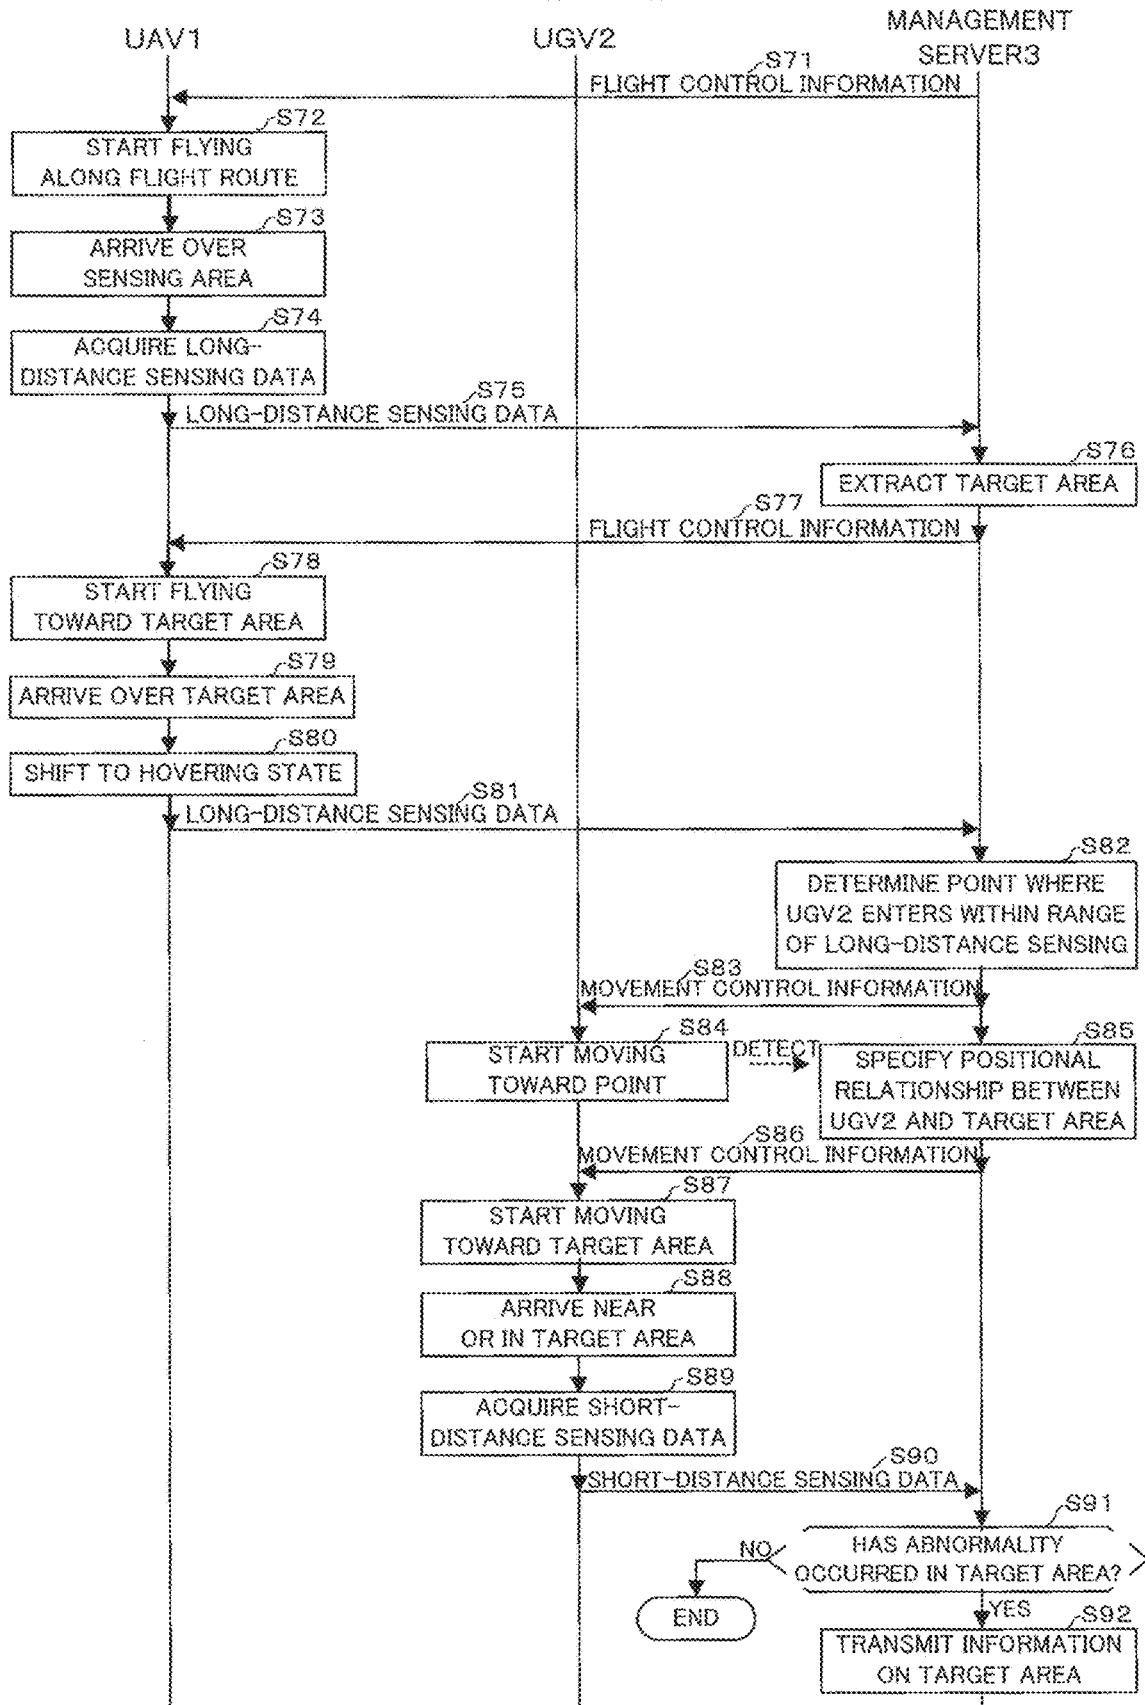 UAV1
UGV2
MANAGEMENT
SERVER3
S71
FLIGHT CONTROL INFORMATION
S72
START FLYING
ALONG FLIGHT ROUTE
S73
ARRIVE OVER
SENSING AREA
S74
ACQUIRE LONG-
DISTANCE SENSING DATA
S75
LONG-DISTANCE SENSING DATA
S76
EXTRACT TARGET AREA
S77
FLIGHT CONTROL INFORMATION
S78
START FLYING
TOWARD TARGET AREA
S79
ARRIVE OVER TARGET AREA
S80
SHIFT TO HOVERING STATE
S81
LONG-DISTANCE SENSING DATA
S82
DETERMINE POINT WHERE
UGV2 ENTERS WITHIN RANGE
OF LONG-DISTANCE SENSING
S83
MOVEMENT CONTROL INFORMATION
S84
START MOVING
TOWARD POINT
DETECT
S85
SPECIFY POSITIONAL
RELATIONSHIP BETWEEN
UGV2 AND TARGET AREA
S86
MOVEMENT CONTROL INFORMATION
S87
START MOVING
TOWARD TARGET AREA
S88
ARRIVE NEAR
OR IN TARGET AREA
S89
ACQUIRE SHORT-
DISTANCE SENSING DATA
S90
SHORT-DISTANCE SENSING DATA
S91
HAS ABNORMALITY
OCCURRED IN TARGET AREA?
NO
END
YES
S92
TRANSMIT INFORMATION
ON TARGET AREA